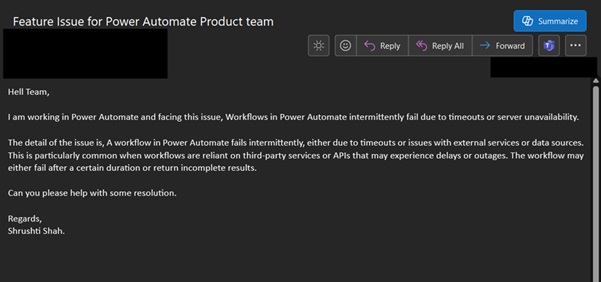 Feature Issue for Power Automate Product team
Summarize
Reply Reply All Forward
Hell Team,
I am working in Power Automate and facing this issue, Workflows in Power Automate intermittently fail due to timeouts or server unavailability.
The detail of the issue is, A workflow in Power Automate fails intermittently, either due to timeouts or issues with external services or data sources.
This is particularly common when workflows are reliant on third-party services or APIs that may experience delays or outages. The workflow may
either fail after a certain duration or return incomplete results.
Can you please help with some resolution.
Regards,
Shrushti Shah.